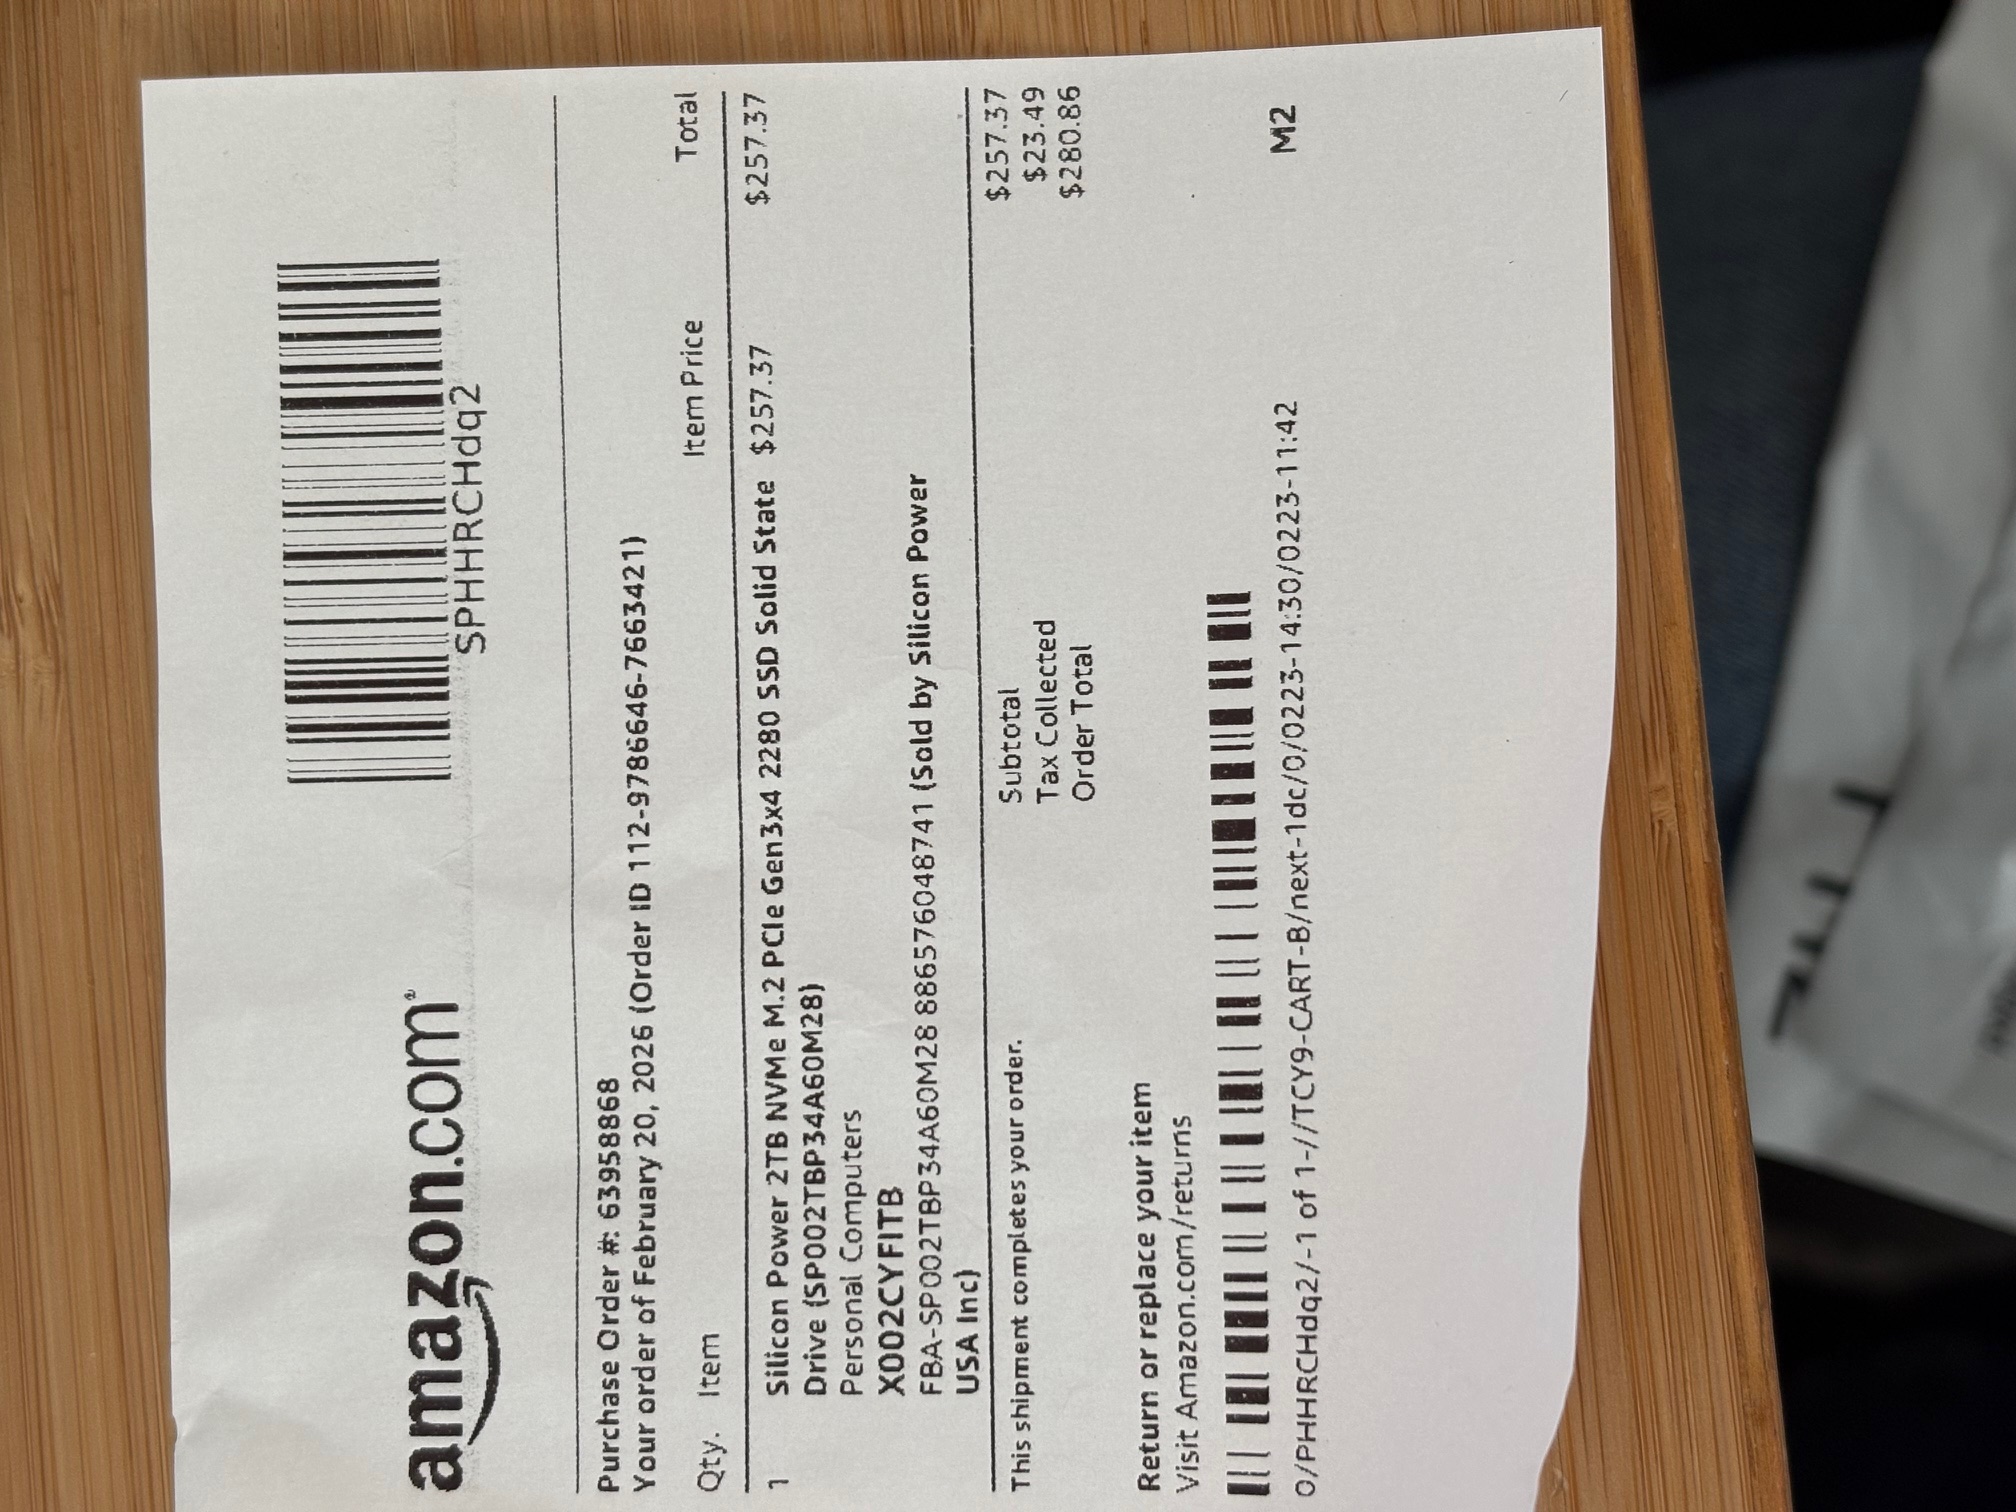 amazon.com
SPHHRCHdq2
Purchase Order #: 63958868
Your order of February 20, 2026 (Order ID 112-9786646-7663421)
Qty. Item Item Price Total
1 Silicon Power 2TB NVMe M.2 PCIe Gen3x4 2280 SSD Solid State $257.37 $257.37
Drive (SP002TBP34A60M28)
Personal Computers
X002CYFITB
FBA-SP002TBP34A60M28 886576048741 (Sold by Silicon Power
USA Inc)
This shipment completes your order.
Subtotal $257.37
Tax Collected $23.49
Order Total $280.86
Return or replace your item
Visit Amazon.com/returns
0/PHHRCHdq2/-1 of 1-//TCY9-CART-B/next-1dc/0/0223-14:30/0223-11:42 M2